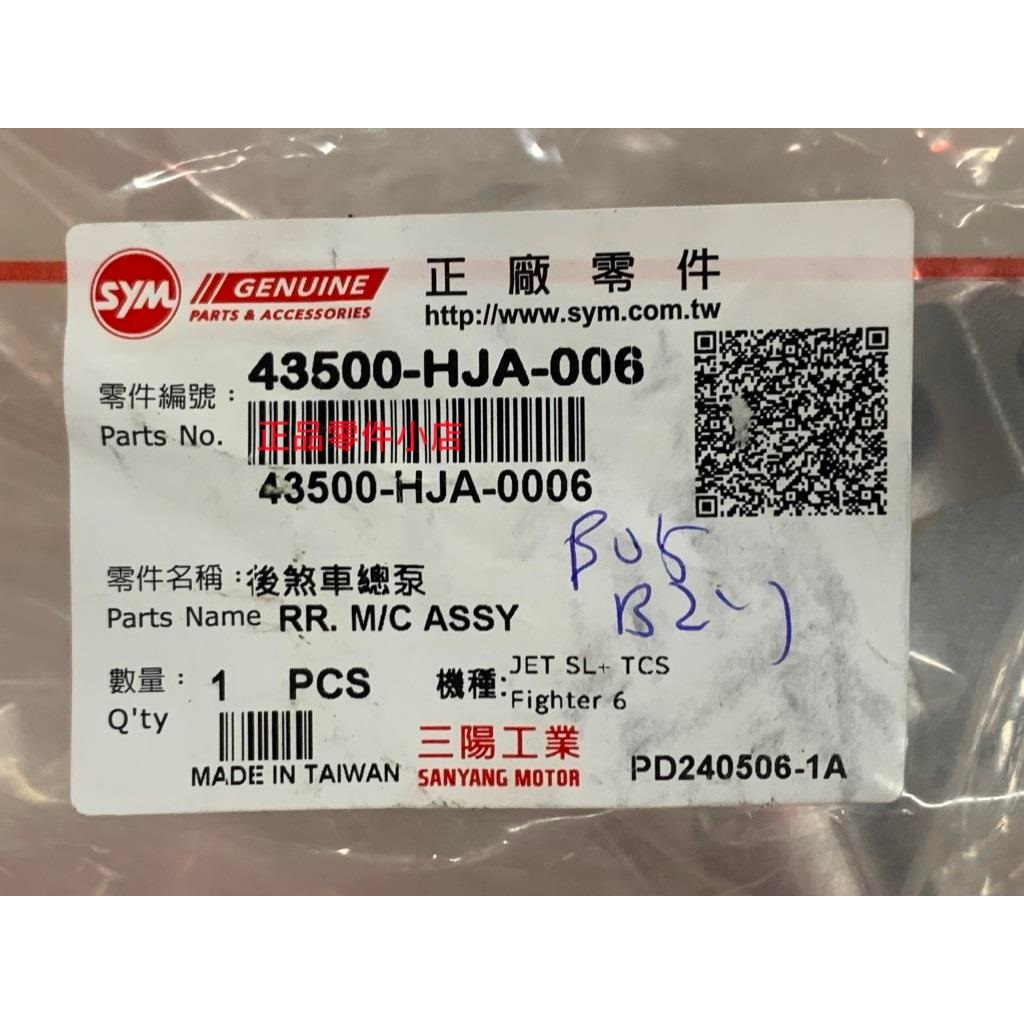 SYM GENUINE
PARTS & ACCESSORIES
正廠零件
http://www.sym.com.tw
零件編號：
Parts No.
43500-HJA-006
正品零件小店
43500-HJA-0006
零件名稱：後煞車總泵
Parts Name RR. M/C ASSY
數量：
Q'ty
1 PCS
機種：
JET SL+ TCS
Fighter 6
MADE IN TAIWAN
三陽工業
SANYANG MOTOR
PD240506-1A